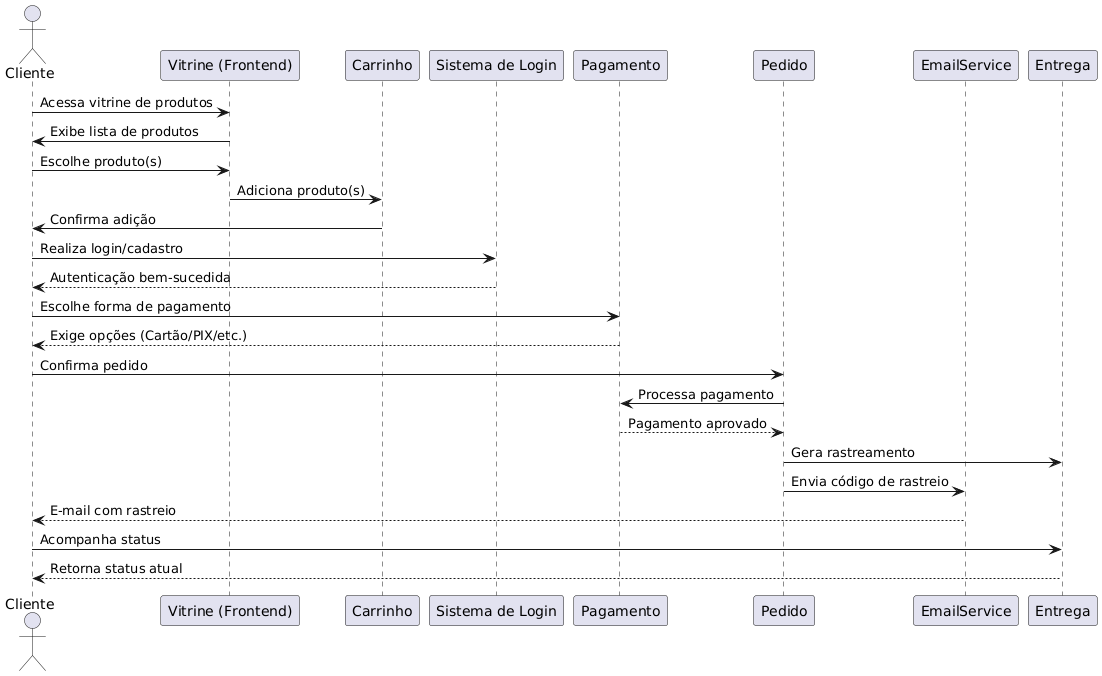 Cliente
Vitrine (Frontend)
Carrinho
Sistema de Login
Pagamento
Pedido
EmailService
Entrega
Acessa vitrine de produtos
Exibe lista de produtos
Escolhe produto(s)
Adiciona produto(s)
Confirma adição
Realiza login/cadastro
Autenticação bem-sucedida
Escolhe forma de pagamento
Exige opções (Cartão/PIX/etc.)
Confirma pedido
Processa pagamento
Pagamento aprovado
Gera rastreamento
Envia código de rastreio
E-mail com rastreio
Acompanha status
Retorna status atual
Cliente
Vitrine (Frontend)
Carrinho
Sistema de Login
Pagamento
Pedido
EmailService
Entrega